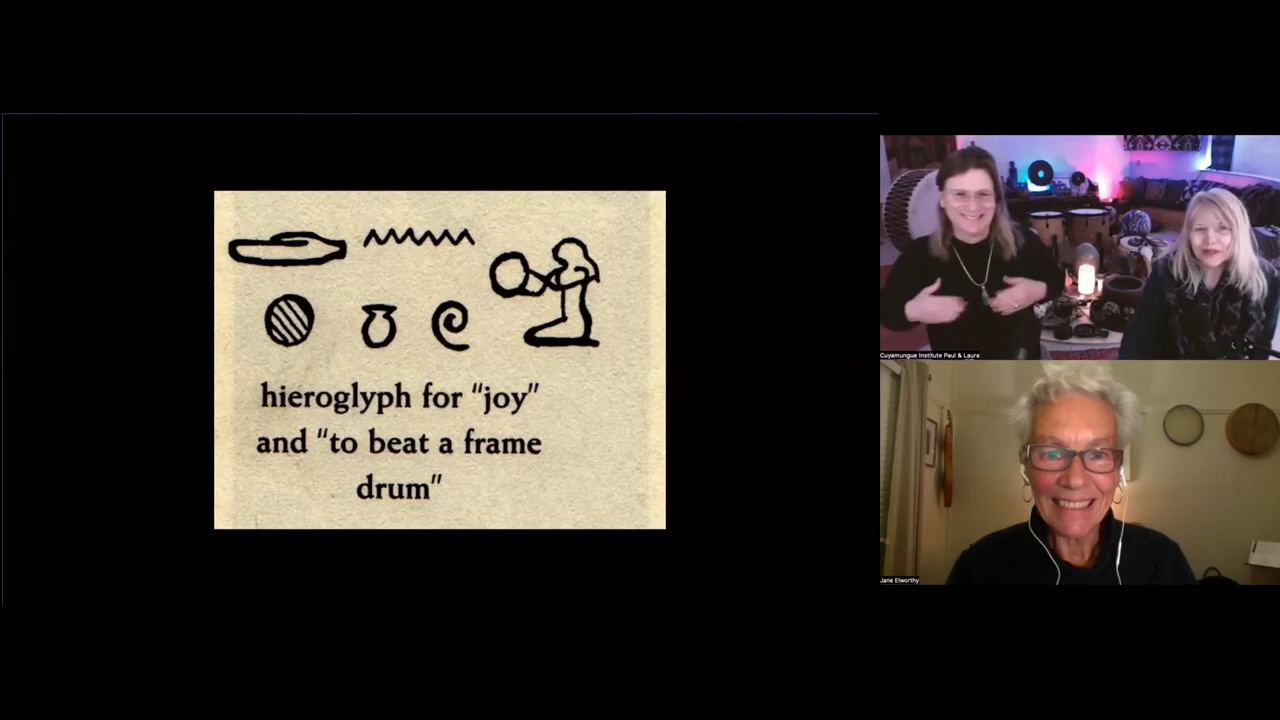 hieroglyph for "joy"
and "to beat a frame
drum"
Cuyamungue Institute Paul & Laura
Jane Elworthy